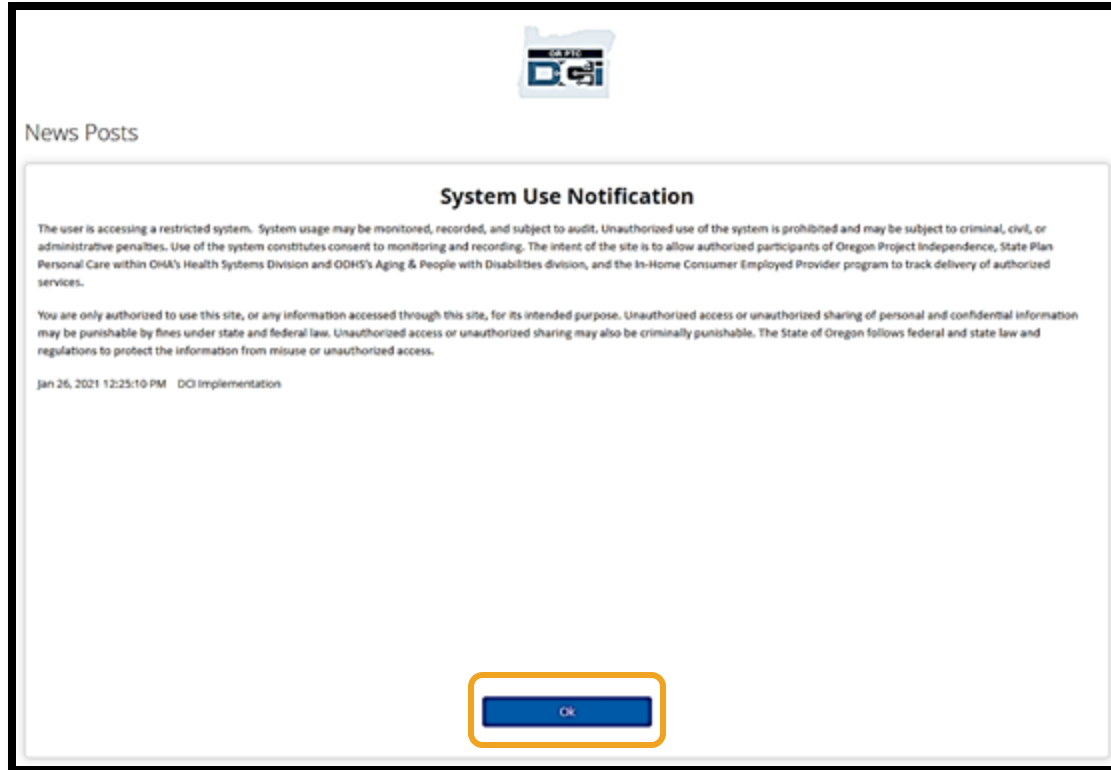 OR PTC
DCi
News Posts
System Use Notification
The user is accessing a restricted system. System usage may be monitored, recorded, and subject to audit. Unauthorized use of the system is prohibited and may be subject to criminal, civil, or
administrative penalties. Use of the system constitutes consent to monitoring and recording. The intent of the site is to allow authorized participants of Oregon Project Independence, State Plan
Personal Care within OHA's Health Systems Division and ODHS's Aging & People with Disabilities division, and the In-Home Consumer Employed Provider program to track delivery of authorized
services.
You are only authorized to use this site, or any information accessed through this site, for its intended purpose. Unauthorized access or unauthorized sharing of personal and confidential information
may be punishable by fines under state and federal law. Unauthorized access or unauthorized sharing may also be criminally punishable. The State of Oregon follows federal and state law and
regulations to protect the information from misuse or unauthorized access.
Jan 26, 2021 12:25:10 PM DCI Implementation
Ok